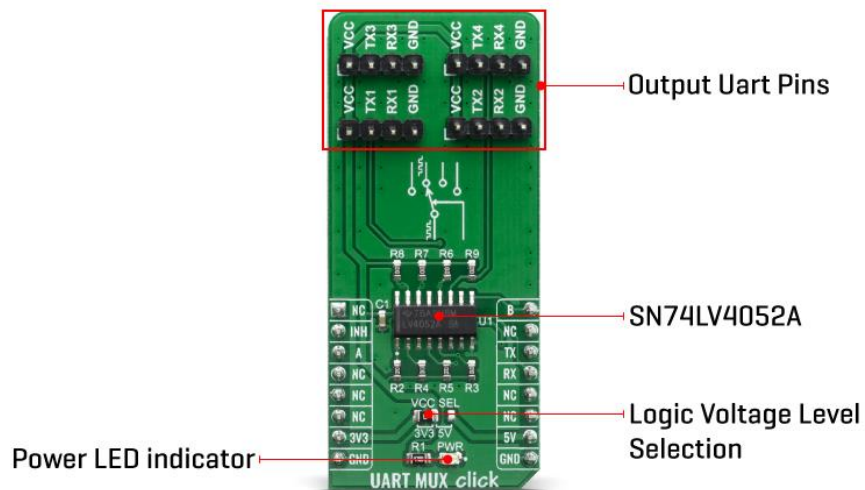 VCC TX3 RX3 GND
VCC TX4 RX4 GND
VCC TX1 RX1 GND
VCC TX2 RX2 GND
Output Uart Pins
R8 R7 R6 R9
C1
LV4052A
U1
SN74LV4052A
R2 R4 R5 R3
NC
INH
A
NC
NC
NC
3V3
GND
B
NC
TX
RX
NC
NC
5V
GND
VCC SEL
3V3 5V
Logic Voltage Level
Selection
R1 PWR
Power LED indicator
UART MUX click